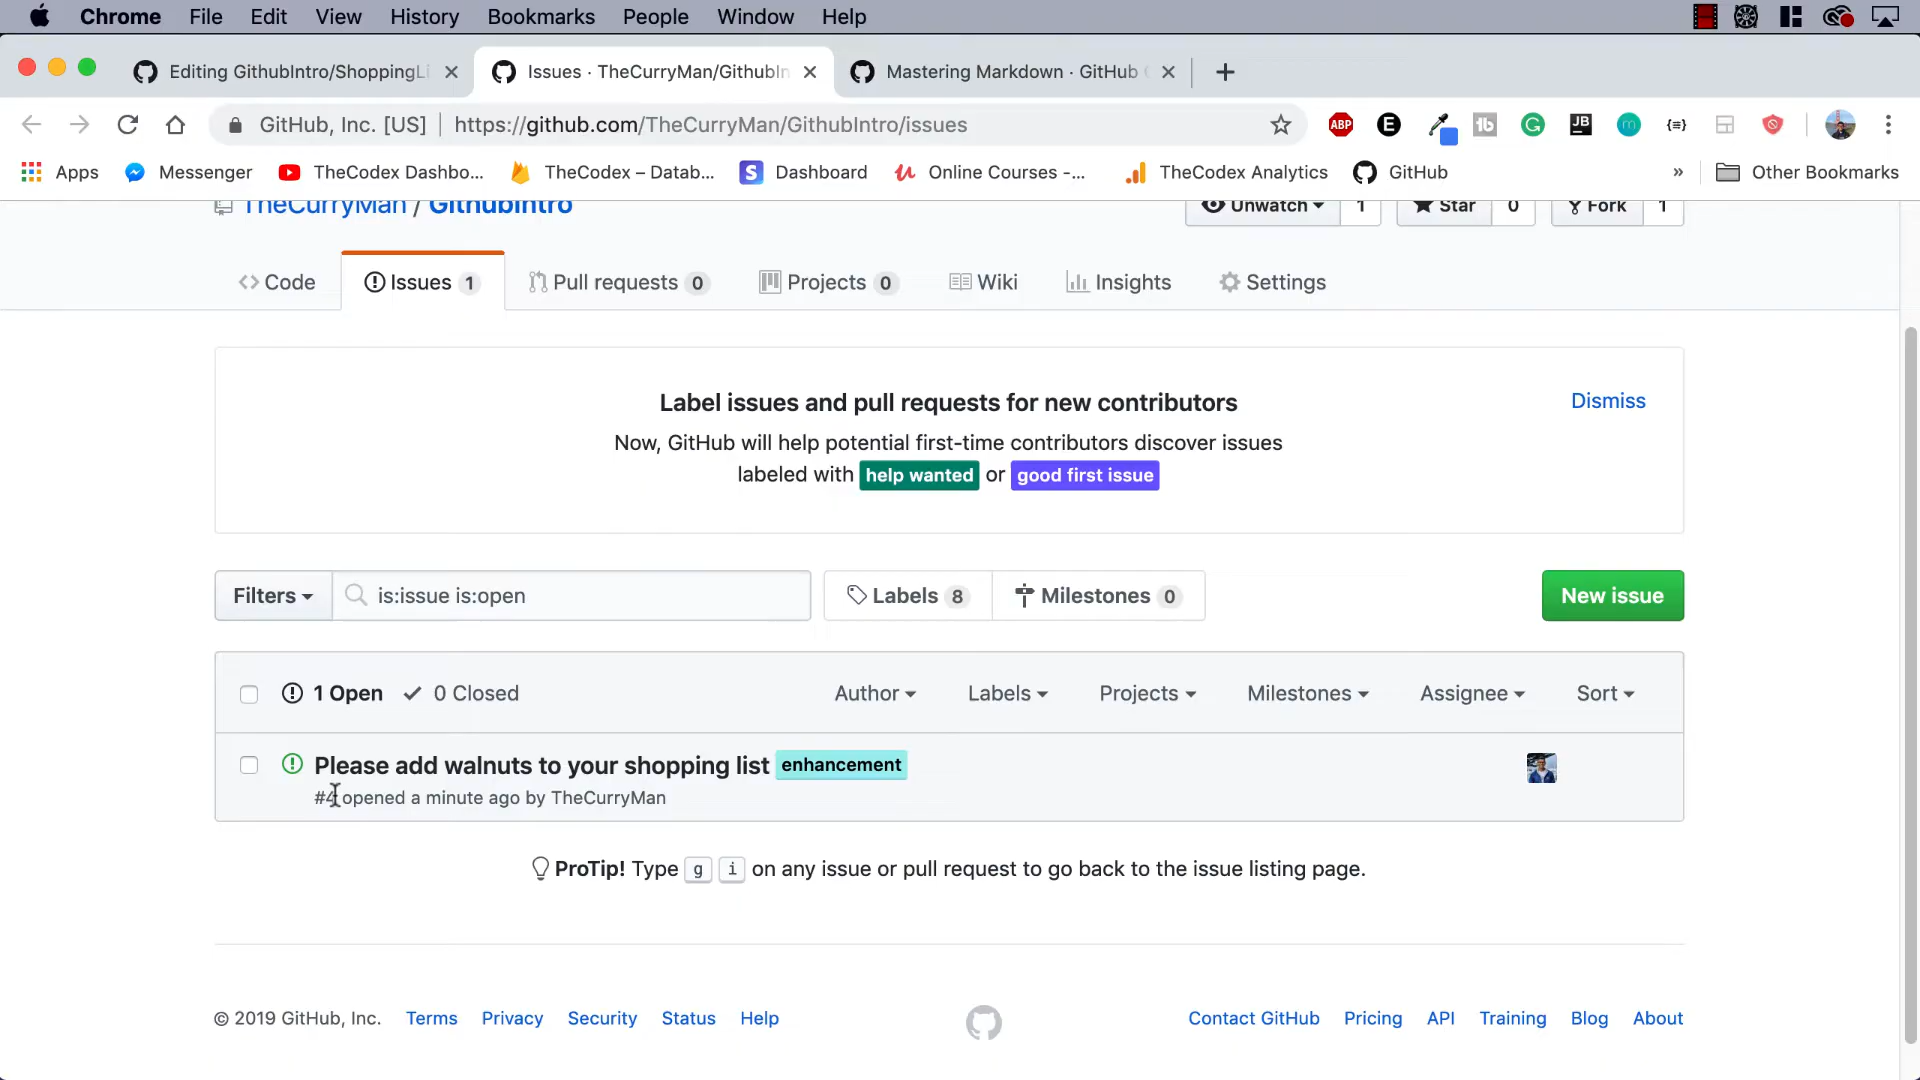 Chrome File Edit View History Bookmarks People Window Help
Editing GithubIntro/ShoppingLi Issues · TheCurryMan/GithubIn Mastering Markdown · GitHub
GitHub, Inc. [US] https://github.com/TheCurryMan/GithubIntro/issues ABP E JB m
Apps Messenger TheCodex Dashbo... TheCodex – Datab... S Dashboard Online Courses -... TheCodex Analytics GitHub » Other Bookmarks
TheCurryMan / GithubIntro Unwatch 1 Star 0 Fork 1
Code Issues 1 Pull requests 0 Projects 0 Wiki Insights Settings
Label issues and pull requests for new contributors Dismiss
Now, GitHub will help potential first-time contributors discover issues
labeled with help wanted or good first issue
Filters is:issue is:open Labels 8 Milestones 0 New issue
1 Open 0 Closed Author Labels Projects Milestones Assignee Sort
Please add walnuts to your shopping list enhancement
#4 opened a minute ago by TheCurryMan
ProTip! Type g i on any issue or pull request to go back to the issue listing page.
© 2019 GitHub, Inc. Terms Privacy Security Status Help Contact GitHub Pricing API Training Blog About